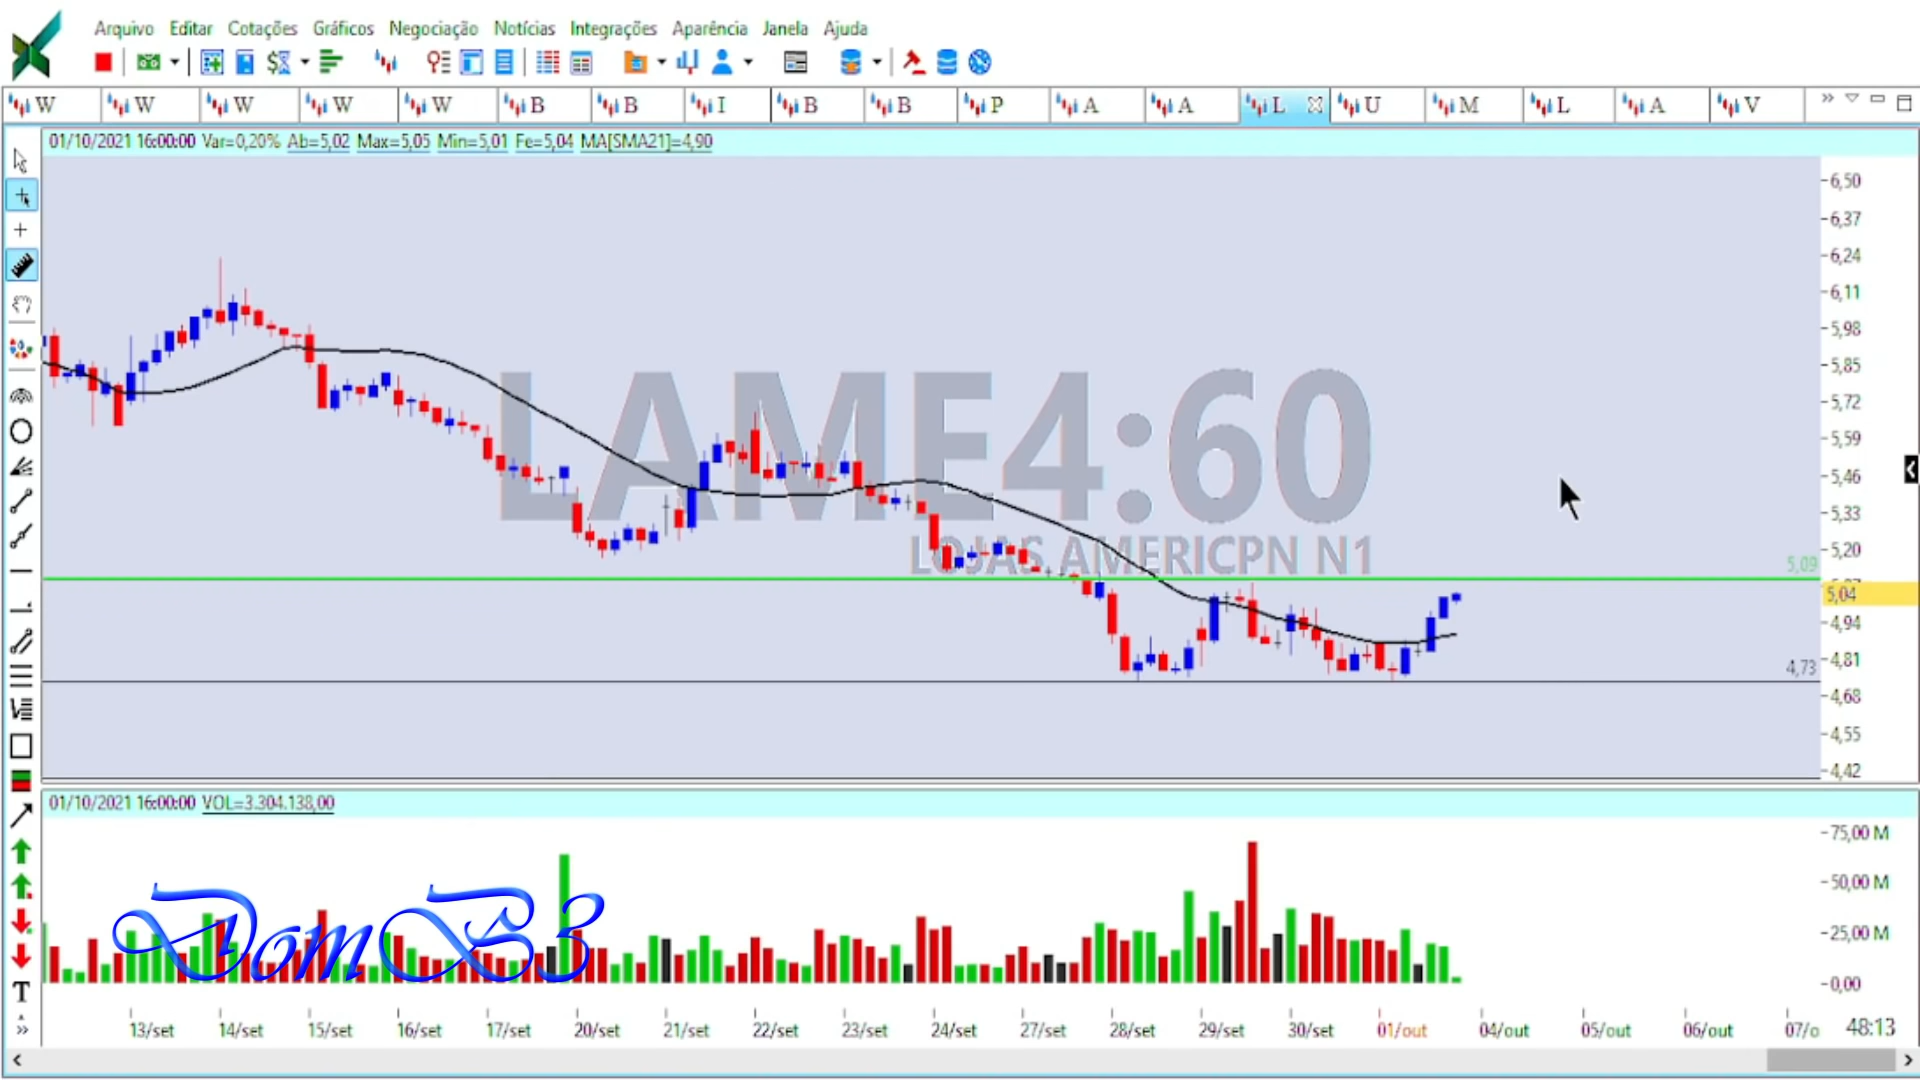 Arquivo Editar Cotações Gráficos Negociação Notícias Integrações Aparência Janela Ajuda
W W W W W B B I B B P A A L U M L A V
01/10/2021 16:00:00 Var=0,20% Ab=5,02 Max=5,05 Min=5,01 Fe=5,04 MA[SMA21]=4,90
6,50
6,37
6,24
6,11
5,98
5,85
5,72
5,59
5,46
5,33
5,20
5,09
5,04
4,94
4,81
4,73
4,68
4,55
4,42
LAME4:60
LOJAS AMERICPN N1
01/10/2021 16:00:00 VOL=3.304.138,00
75,00 M
50,00 M
25,00 M
0,00
DomB3
T
13/set 14/set 15/set 16/set 17/set 20/set 21/set 22/set 23/set 24/set 27/set 28/set 29/set 30/set 01/out 04/out 05/out 06/out 07/o 48:13